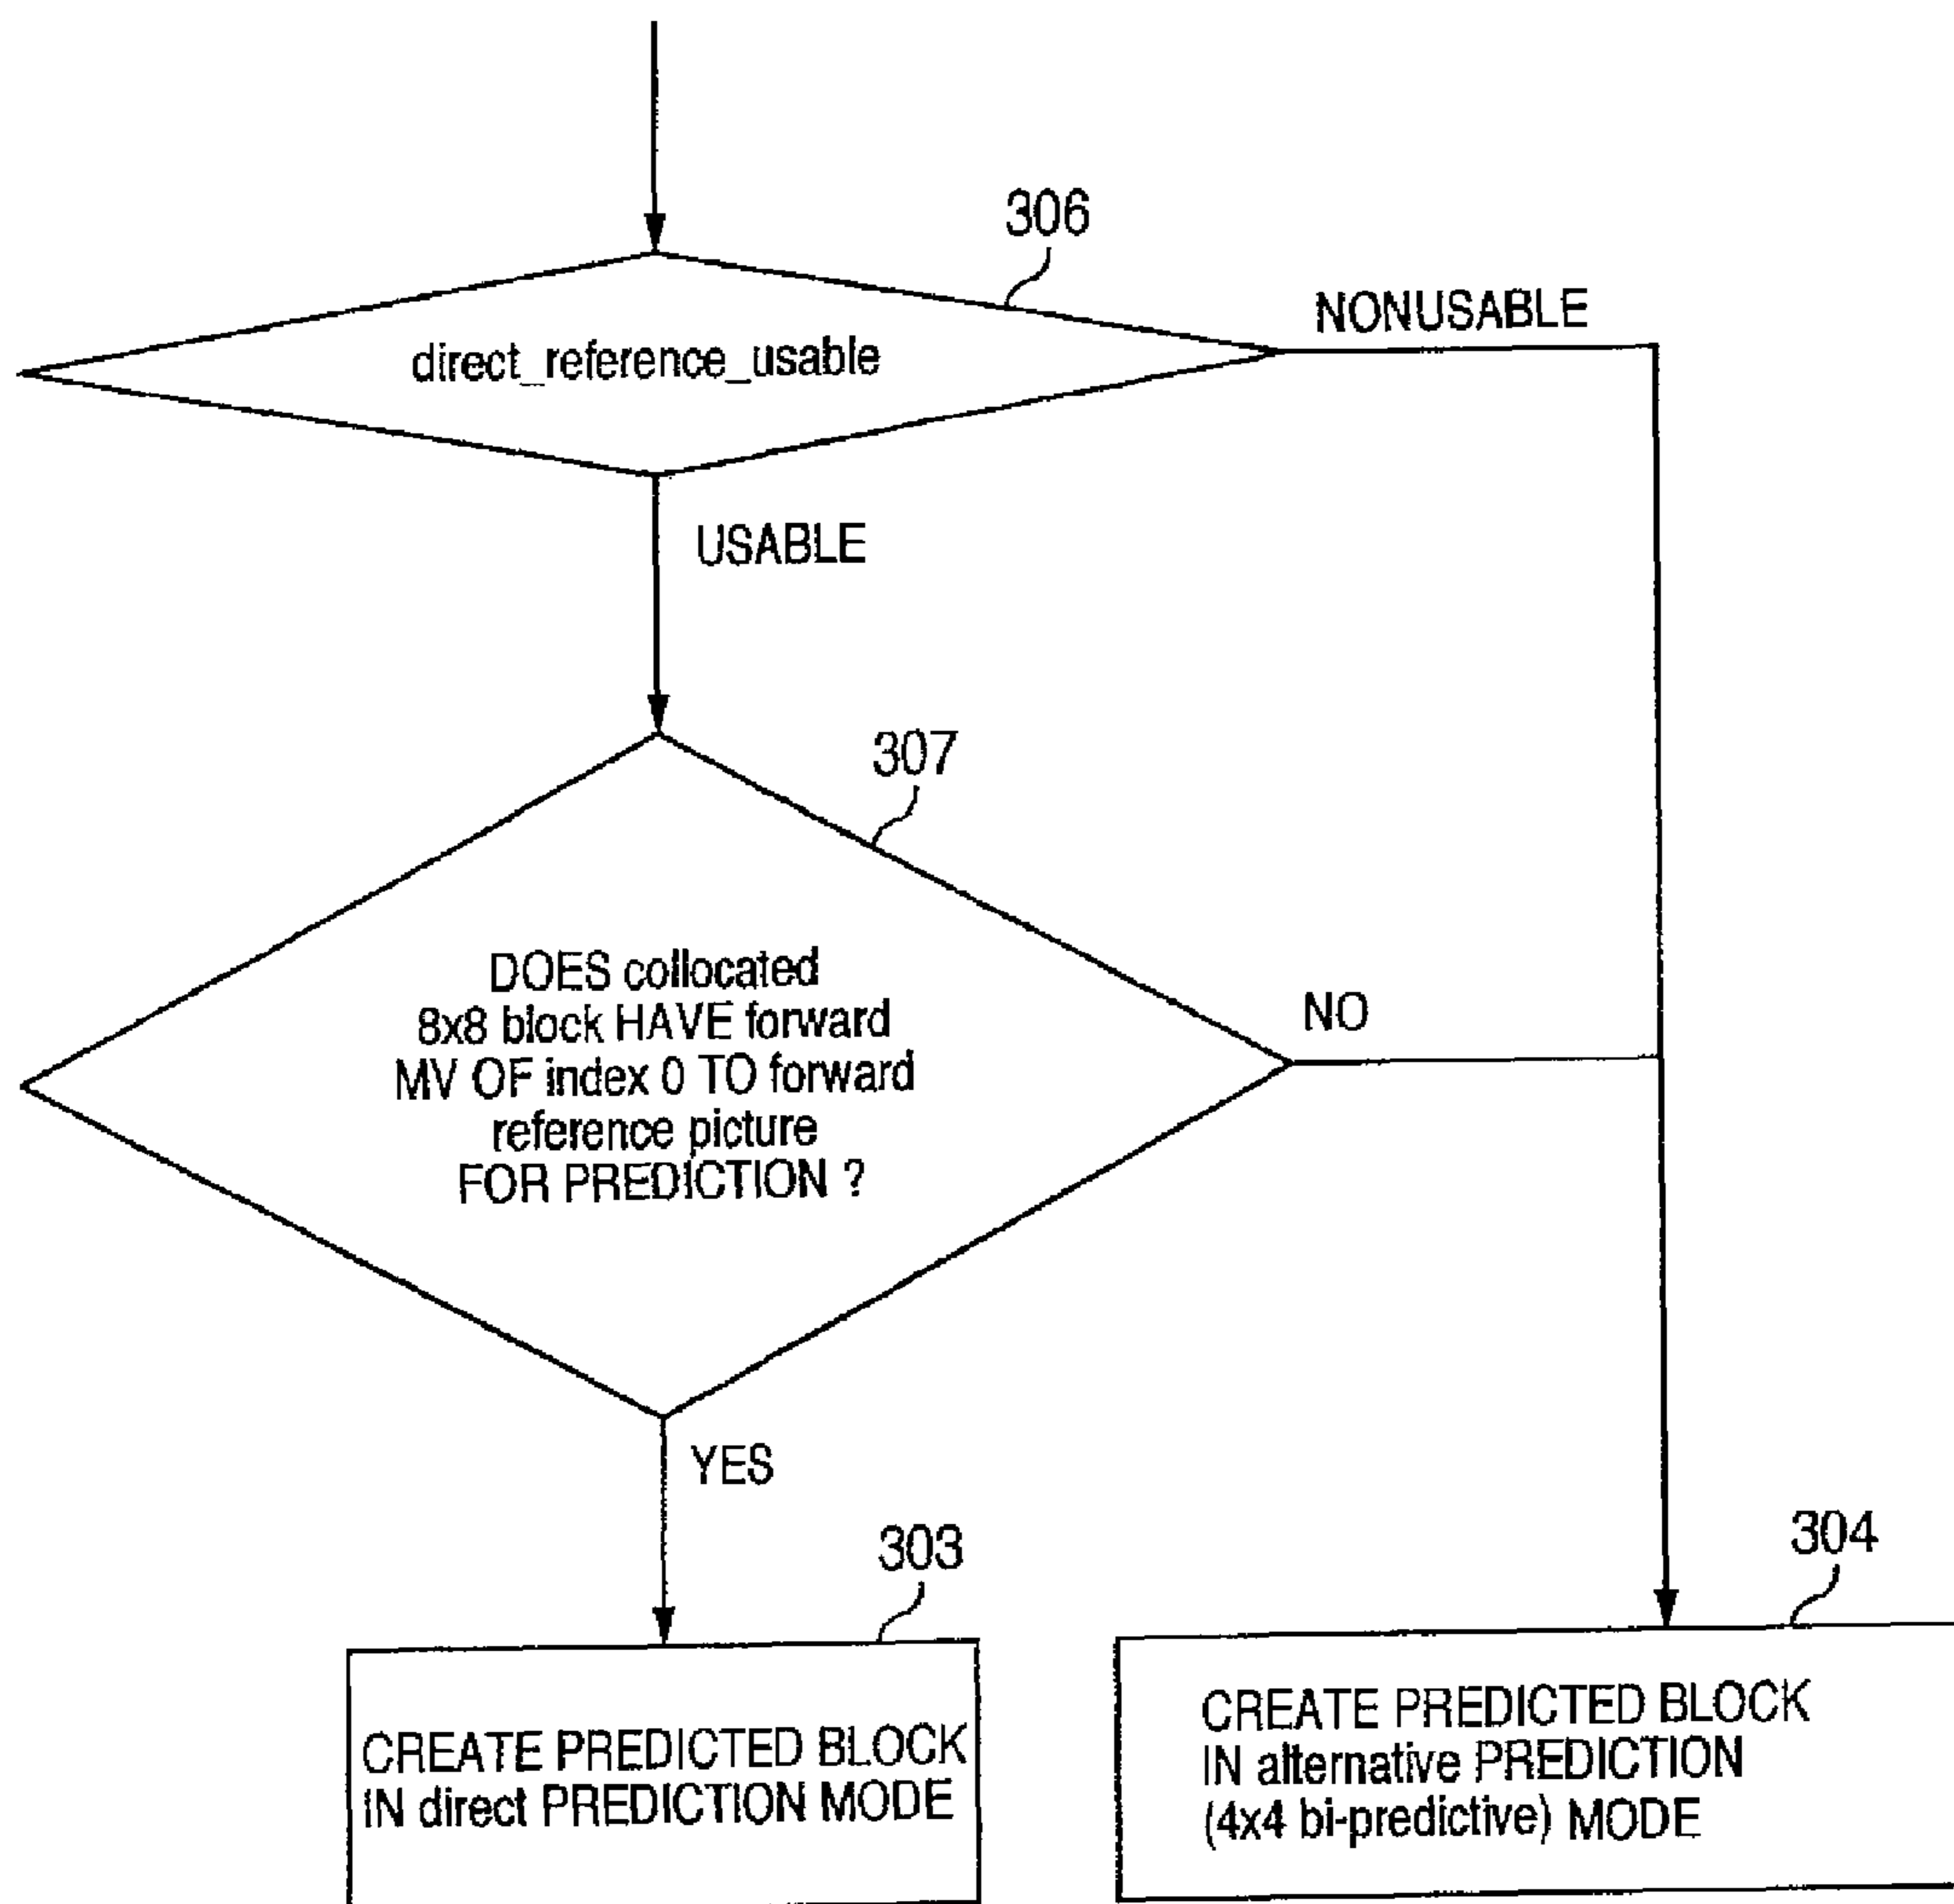 306
NONUSABLE
direct_reference_usable
USABLE
307
DOES collocated
8x8 block HAVE forward
MV OF index 0 TO forward
reference picture
FOR PREDICTION ?
NO
YES
303
304
CREATE PREDICTED BLOCK
IN direct PREDICTION MODE
CREATE PREDICTED BLOCK
IN alternative PREDICTION
(4x4 bi-predictive) MODE